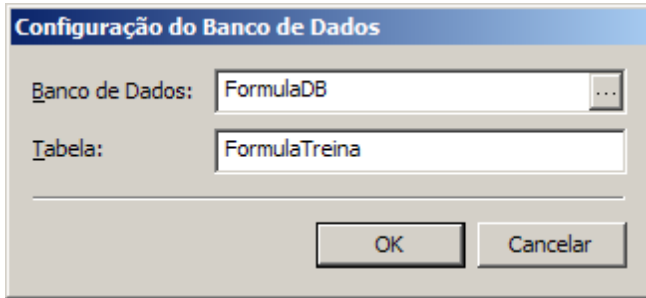 Configuração do Banco de Dados
Banco de Dados: FormulaDB ...
Tabela: FormulaTreina
OK Cancelar